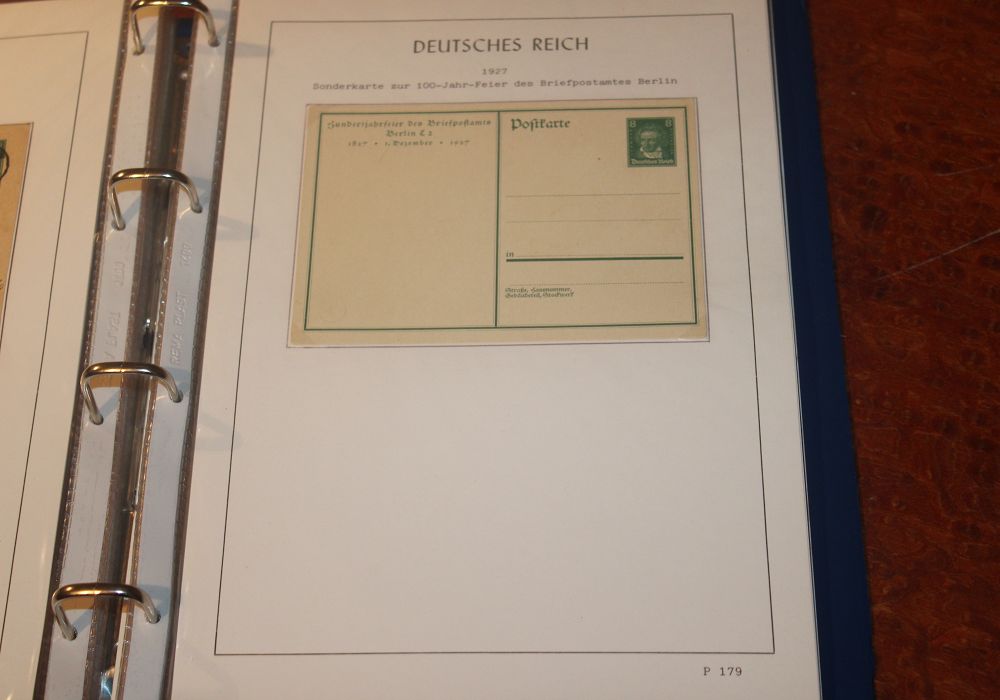 DEUTSCHES REICH
1927
Sonderkarte zur 100-Jahr-Feier des Briefpostamtes Berlin
Hundertjahrfeier des Briefpostamts
Berlin C 2
1827 • 1. Dezember • 1927
Postkarte
8 8
Deutsches Reich
in
Straße, Hausnummer,
Gebäudeteil, Stockwerk
P 179